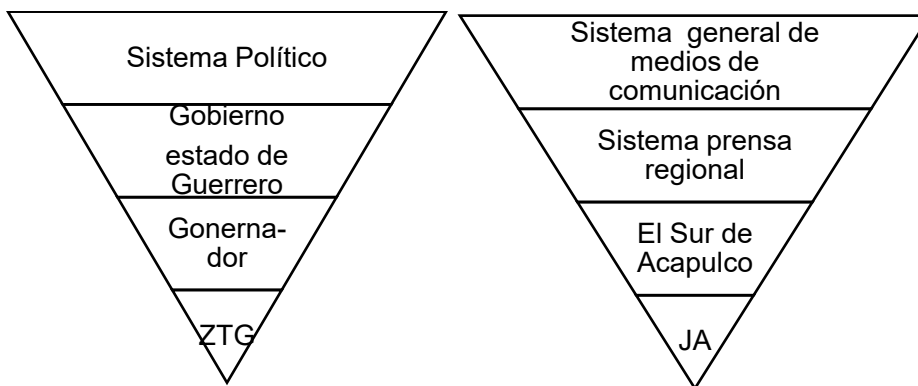 Sistema Político
Gobierno
estado de
Guerrero
Gonerna-
dor
ZTG
Sistema general de
medios de
comunicación
Sistema prensa
regional
El Sur de
Acapulco
JA